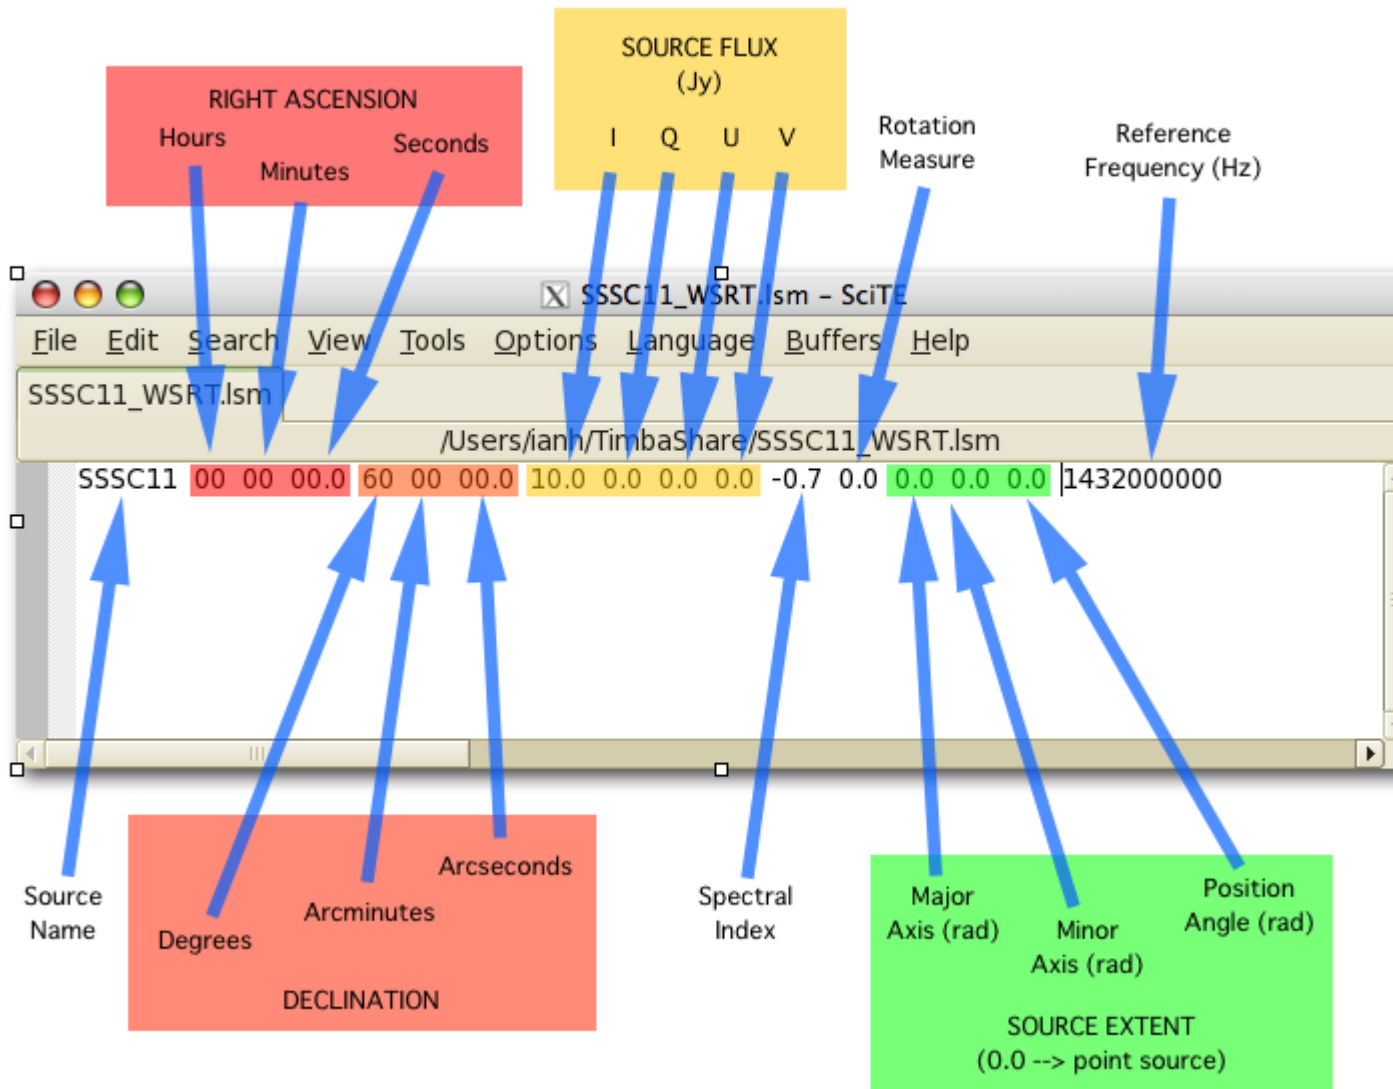 SOURCE FLUX
(Jy)
I Q U V
RIGHT ASCENSION
Hours
Minutes
Seconds
Rotation
Measure
Reference
Frequency (Hz)
SSSC11_WSRT.lsm – SciTE
File Edit Search View Tools Options Language Buffers Help
SSSC11_WSRT.lsm
/Users/ianh/TimbaShare/SSSC11_WSRT.lsm
SSSC11 00 00 00.0 60 00 00.0 10.0 0.0 0.0 0.0 -0.7 0.0 0.0 0.0 0.0 1432000000
Source
Name
Degrees
Arcminutes
Arcseconds
DECLINATION
Spectral
Index
Major
Axis (rad)
Minor
Axis (rad)
Position
Angle (rad)
SOURCE EXTENT
(0.0 --> point source)